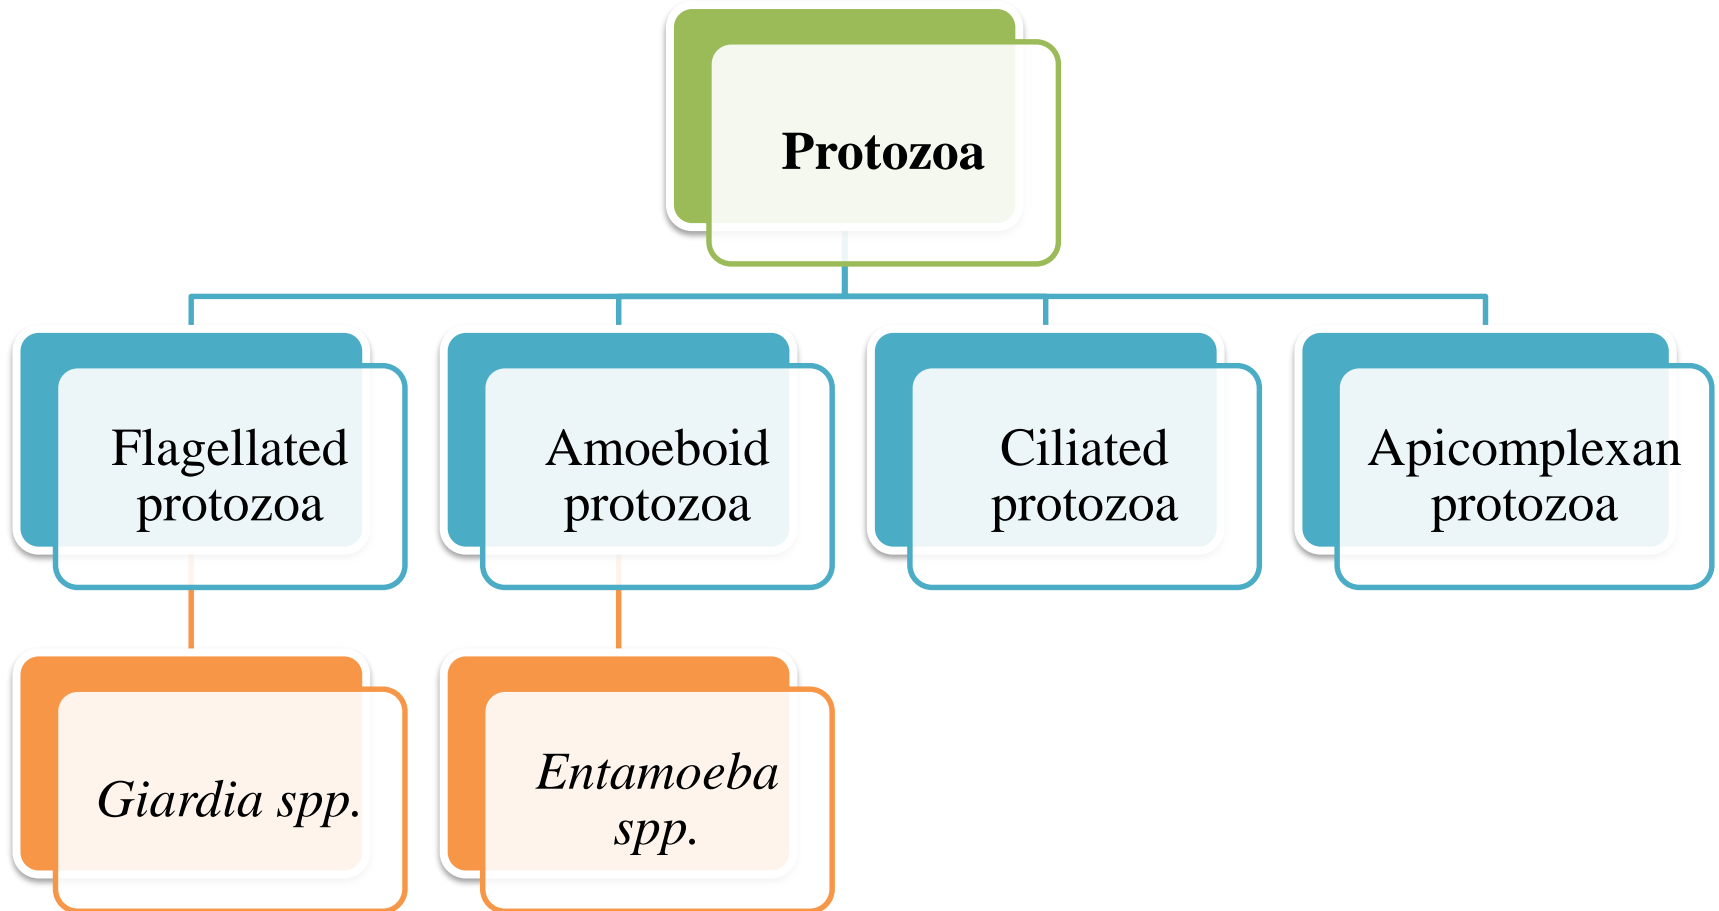 Protozoa
Flagellated
protozoa
Amoeboid
protozoa
Ciliated
protozoa
Apicomplexan
protozoa
Giardia spp.
Entamoeba
spp.